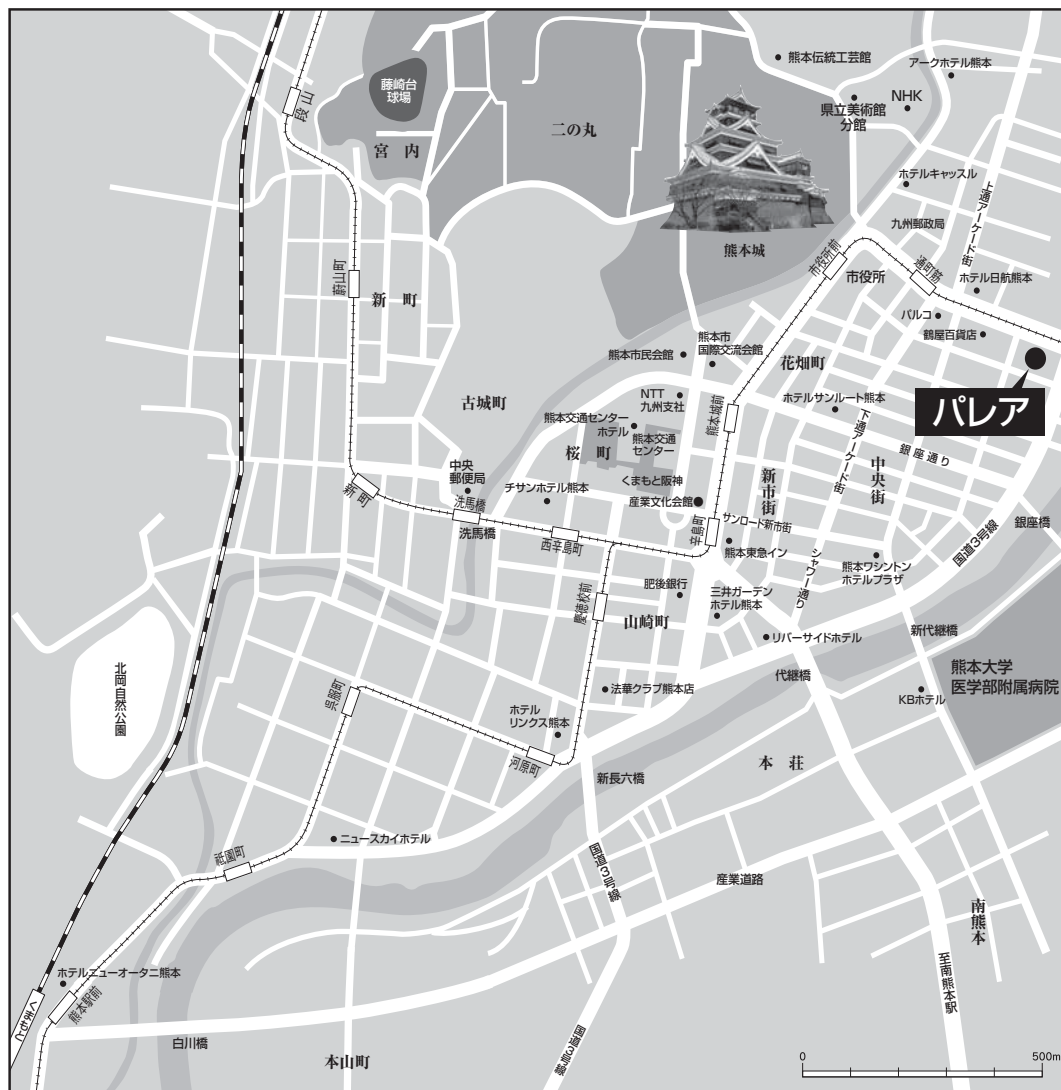 熊本伝統工芸館
アークホテル熊本
藤崎台
球場
県立美術館
分館
NHK
段山
二の丸
宮 内
ホテルキャッスル
上通アーケード街
九州郵政局
熊本城
市役所前
市役所
通町筋
ホテル日航熊本
蔚山町
新 町
パルコ
鶴屋百貨店
熊本市
国際交流会館
熊本市民会館
花畑町
パレア
NTT
九州支社
ホテルサンルート熊本
古城町
熊本城前
熊本交通センター
ホテル
熊本交通
センター
桜 町
下通アーケード街
銀座通り
中央街
新市街
中央
郵便局
くまもと阪神
新町
チサンホテル熊本
産業文化会館
洗馬橋
洗馬橋
サンロード新市街
辛島町
西辛島町
熊本東急イン
国道3号線
銀座橋
熊本ワシントン
ホテルプラザ
シャワー通り
肥後銀行
三井ガーデン
ホテル熊本
慶徳校前
山崎町
リバーサイドホテル
新代継橋
代継橋
熊本大学
医学部附属病院
北岡自然公園
法華クラブ熊本店
KBホテル
呉服町
ホテル
リンクス熊本
河原町
新長六橋
本 荘
ニュースカイホテル
祇園町
国道3号線
産業道路
南熊本
至南熊本駅
ホテルニューオータニ熊本
熊本駅前
くまもと
白川橋
本山町
国道3号線
0
500m